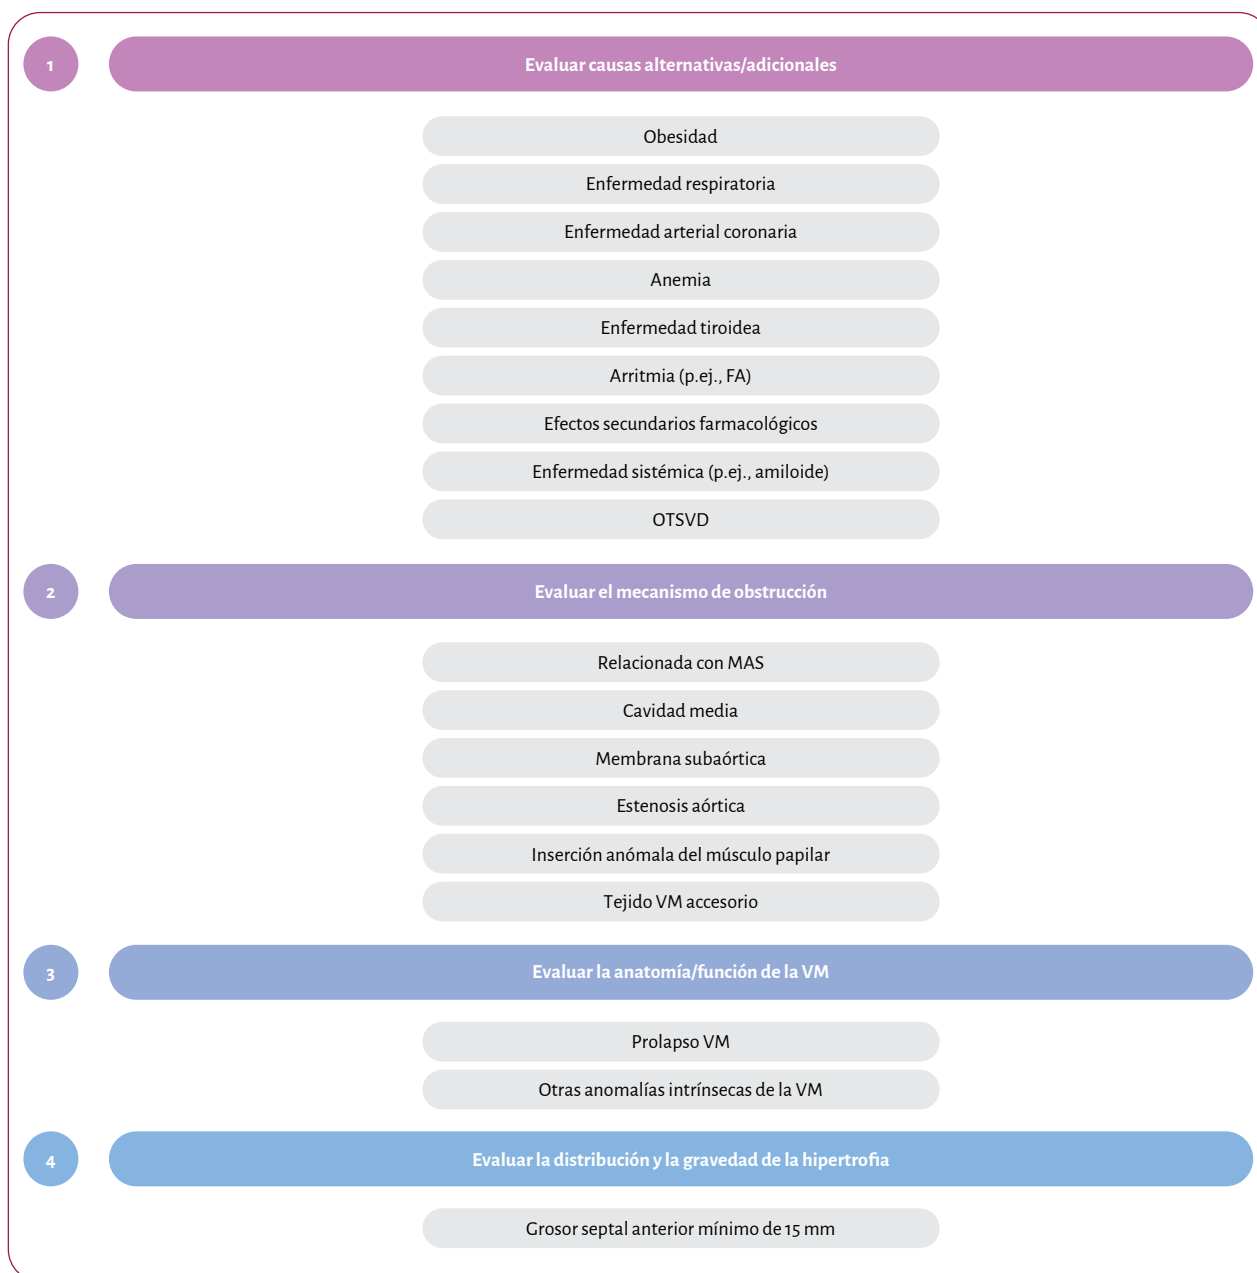 1
Evaluar causas alternativas/adicionales
Obesidad
Enfermedad respiratoria
Enfermedad arterial coronaria
Anemia
Enfermedad tiroidea
Arritmia (p.ej., FA)
Efectos secundarios farmacológicos
Enfermedad sistémica (p.ej., amiloide)
OTSVD
2
Evaluar el mecanismo de obstrucción
Relacionada con MAS
Cavidad media
Membrana subaórtica
Estenosis aórtica
Inserción anómala del músculo papilar
Tejido VM accesorio
3
Evaluar la anatomía/función de la VM
Prolapso VM
Otras anomalías intrínsecas de la VM
4
Evaluar la distribución y la gravedad de la hipertrofia
Grosor septal anterior mínimo de 15 mm